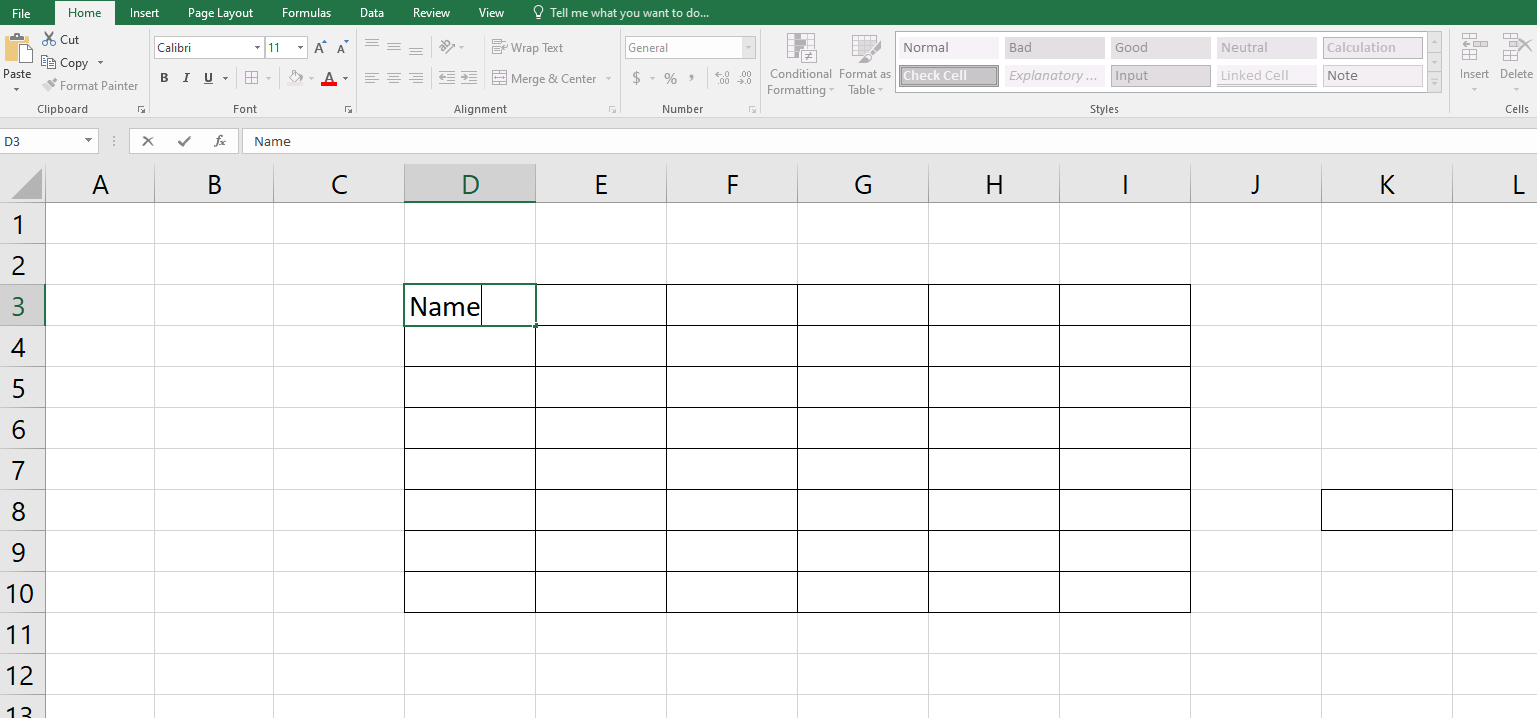 File Home Insert Page Layout Formulas Data Review View Tell me what you want to do...
Paste
Cut
Copy
Format Painter
Clipboard
Calibri 11 A A
B I U A
Font
Wrap Text
Merge & Center
Alignment
General
$ % , .00 .00
Number
Conditional Formatting
Format as Table
Normal Bad Good Neutral Calculation
Check Cell Explanatory ... Input Linked Cell Note
Styles
Insert Delete
Cells
D3 fx Name
A B C D E F G H I J K L
1
2
3 Name
4
5
6
7
8
9
10
11
12
13